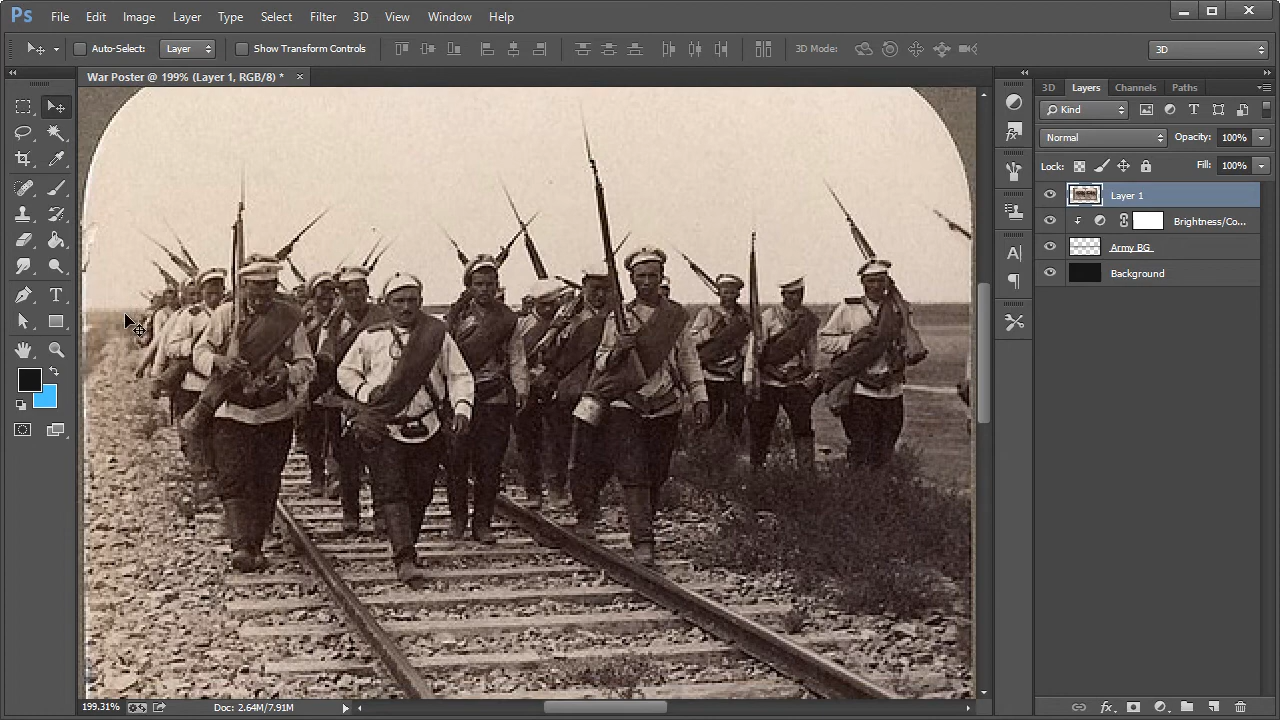 Ps File Edit Image Layer Type Select Filter 3D View Window Help
Auto-Select: Layer Show Transform Controls 3D Mode: 3D
War Poster @ 199% (Layer 1, RGB/8) * ×
3D Layers Channels Paths
Kind
Normal Opacity: 100%
Lock: Fill: 100%
Layer 1
Brightness/Co...
Army BG
Background
199.31% Doc: 2.64M/7.91M